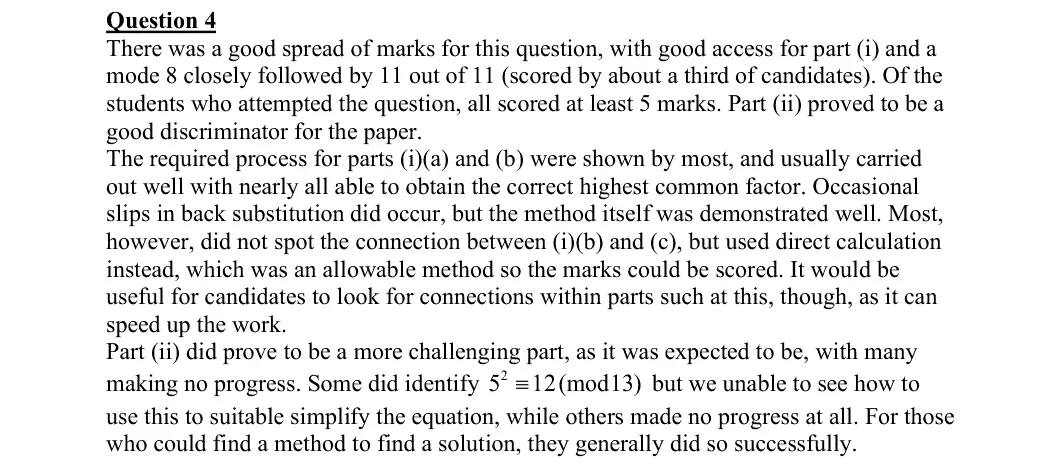 Question 4
There was a good spread of marks for this question, with good access for part (i) and a
mode 8 closely followed by 11 out of 11 (scored by about a third of candidates). Of the
students who attempted the question, all scored at least 5 marks. Part (ii) proved to be a
good discriminator for the paper.
The required process for parts (i)(a) and (b) were shown by most, and usually carried
out well with nearly all able to obtain the correct highest common factor. Occasional
slips in back substitution did occur, but the method itself was demonstrated well. Most,
however, did not spot the connection between (i)(b) and (c), but used direct calculation
instead, which was an allowable method so the marks could be scored. It would be
useful for candidates to look for connections within parts such at this, though, as it can
speed up the work.
Part (ii) did prove to be a more challenging part, as it was expected to be, with many
making no progress. Some did identify 5² ≡ 12 (mod 13) but we unable to see how to
use this to suitable simplify the equation, while others made no progress at all. For those
who could find a method to find a solution, they generally did so successfully.